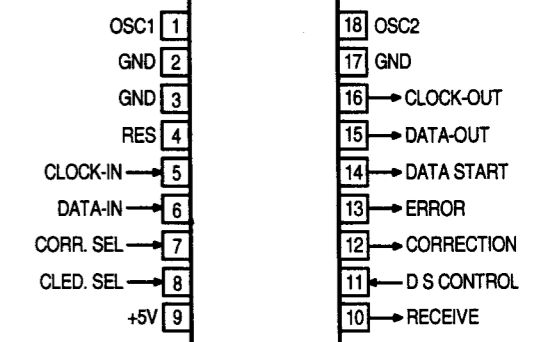 OSC1 1 18 OSC2
GND 2 17 GND
GND 3 16 CLOCK-OUT
RES 4 15 DATA-OUT
CLOCK-IN 5 14 DATA START
DATA-IN 6 13 ERROR
CORR. SEL 7 12 CORRECTION
CLED. SEL 8 11 D S CONTROL
+5V 9 10 RECEIVE